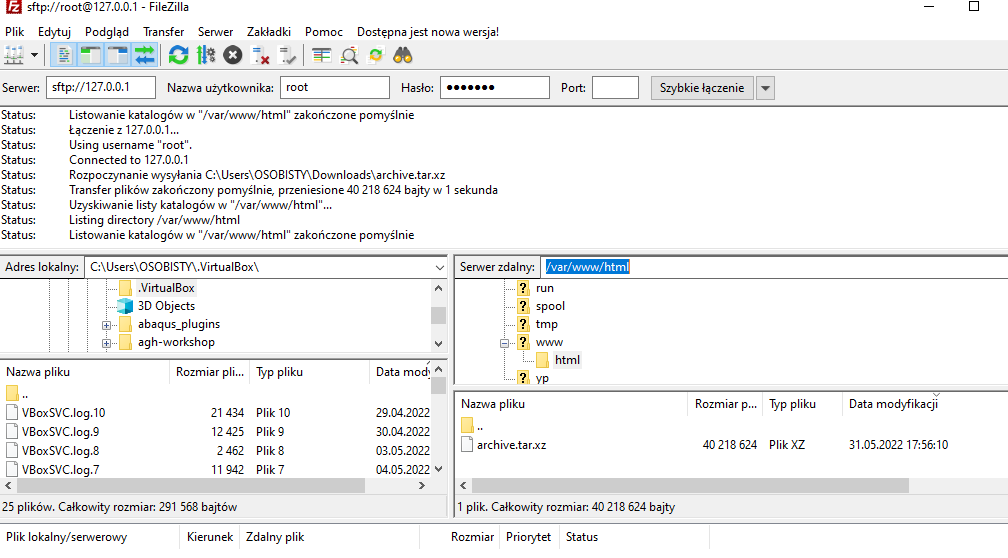 sftp://root@127.0.0.1 - FileZilla
Plik Edytuj Podgląd Transfer Serwer Zakładki Pomoc Dostępna jest nowa wersja!
Serwer: sftp://127.0.0.1 Nazwa użytkownika: root Hasło: ●●●●●●● Port: Szybkie łączenie
Status: Listowanie katalogów w "/var/www/html" zakończone pomyślnie
Status: Łączenie z 127.0.0.1...
Status: Using username "root".
Status: Connected to 127.0.0.1
Status: Rozpoczynanie wysyłania C:\Users\OSOBISTY\Downloads\archive.tar.xz
Status: Transfer plików zakończony pomyślnie, przeniesione 40 218 624 bajty w 1 sekunda
Status: Uzyskiwanie listy katalogów w "/var/www/html"...
Status: Listing directory /var/www/html
Status: Listowanie katalogów w "/var/www/html" zakończone pomyślnie
Adres lokalny: C:\Users\OSOBISTY\.VirtualBox\
.VirtualBox
3D Objects
abaqus_plugins
agh-workshop
Nazwa pliku Rozmiar pli... Typ pliku Data mody
..
VBoxSVC.log.10 21 434 Plik 10 29.04.2022
VBoxSVC.log.9 12 425 Plik 9 30.04.2022
VBoxSVC.log.8 2 462 Plik 8 03.05.2022
VBoxSVC.log.7 11 942 Plik 7 04.05.2022
25 plików. Całkowity rozmiar: 291 568 bajtów
Serwer zdalny: /var/www/html
run
spool
tmp
www
html
yp
Nazwa pliku Rozmiar p... Typ pliku Data modyfikacji
..
archive.tar.xz 40 218 624 Plik XZ 31.05.2022 17:56:10
1 plik. Całkowity rozmiar: 40 218 624 bajty
Plik lokalny/serwerowy Kierunek Zdalny plik Rozmiar Priorytet Status